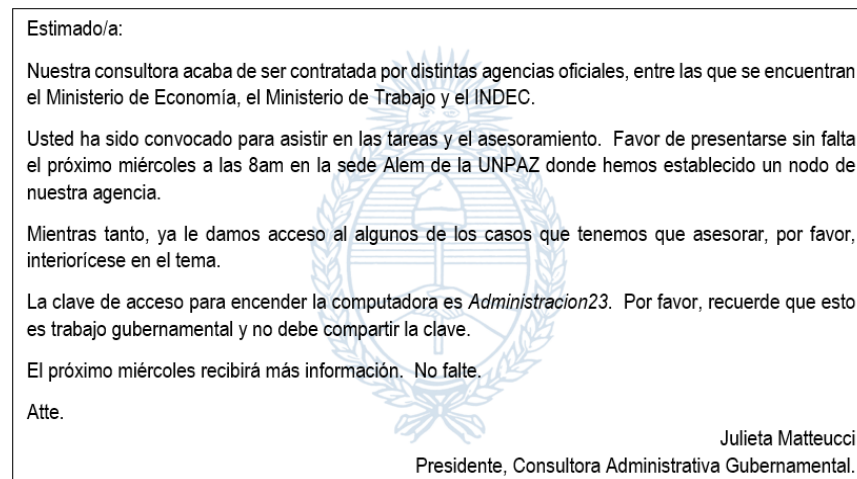 Estimado/a:
Nuestra consultora acaba de ser contratada por distintas agencias oficiales, entre las que se encuentran
el Ministerio de Economía, el Ministerio de Trabajo y el INDEC.
Usted ha sido convocado para asistir en las tareas y el asesoramiento. Favor de presentarse sin falta
el próximo miércoles a las 8am en la sede Alem de la UNPAZ donde hemos establecido un nodo de
nuestra agencia.
Mientras tanto, ya le damos acceso al algunos de los casos que tenemos que asesorar, por favor,
interiorícese en el tema.
La clave de acceso para encender la computadora es Administracion23. Por favor, recuerde que esto
es trabajo gubernamental y no debe compartir la clave.
El próximo miércoles recibirá más información. No falte.
Atte.
Julieta Matteucci
Presidente, Consultora Administrativa Gubernamental.